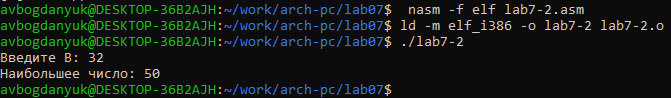 avbogdanyuk@DESKTOP-36B2AJH:~/work/arch-pc/lab07$  nasm -f elf lab7-2.asm
avbogdanyuk@DESKTOP-36B2AJH:~/work/arch-pc/lab07$ ld -m elf_i386 -o lab7-2 lab7-2.o
avbogdanyuk@DESKTOP-36B2AJH:~/work/arch-pc/lab07$ ./lab7-2
Введите В: 32
Наибольшее число: 50
avbogdanyuk@DESKTOP-36B2AJH:~/work/arch-pc/lab07$